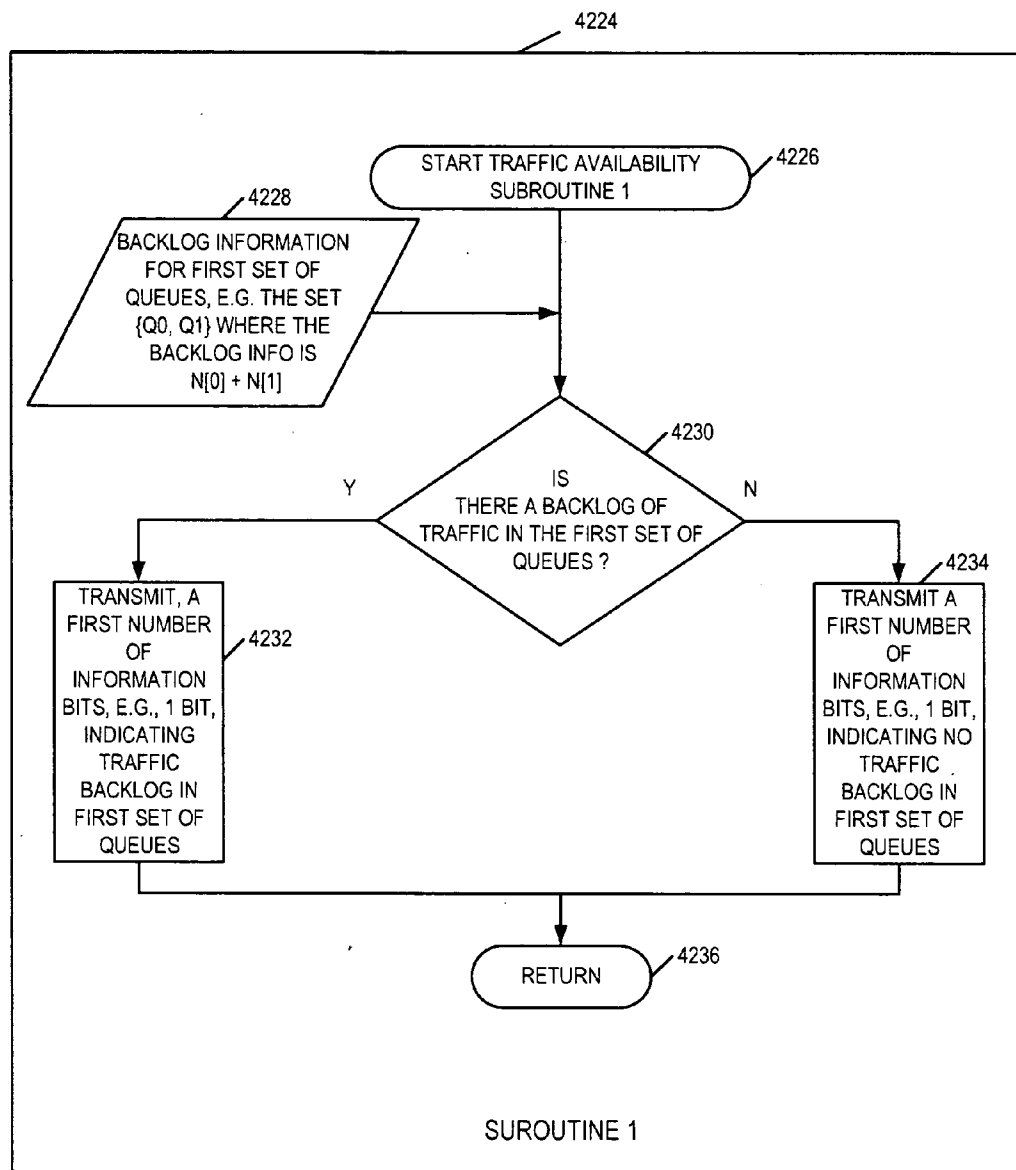 4224
START TRAFFIC AVAILABILITY
SUBROUTINE 1
4226
4228
BACKLOG INFORMATION
FOR FIRST SET OF
QUEUES, E.G. THE SET
{Q0, Q1} WHERE THE
BACKLOG INFO IS
N[0] + N[1]
4230
IS
THERE A BACKLOG OF
TRAFFIC IN THE FIRST SET OF
QUEUES ?
Y
N
4232
TRANSMIT, A
FIRST NUMBER
OF
INFORMATION
BITS, E.G., 1 BIT,
INDICATING
TRAFFIC
BACKLOG IN
FIRST SET OF
QUEUES
4234
TRANSMIT A
FIRST NUMBER
OF
INFORMATION
BITS, E.G., 1 BIT,
INDICATING NO
TRAFFIC
BACKLOG IN
FIRST SET OF
QUEUES
RETURN
4236
SUROUTINE 1